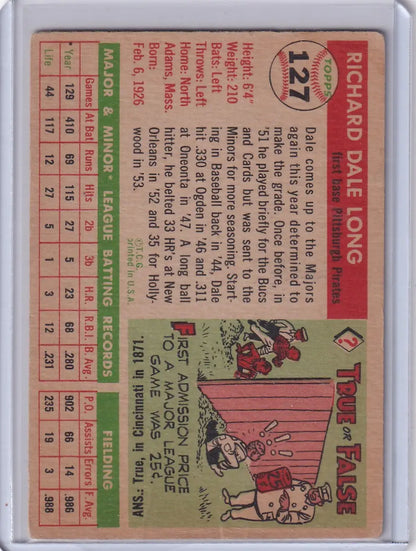 TOPPS
127
RICHARD DALE LONG
first base Pittsburgh Pirates
Height: 6'4"
Weight: 210
Bats: Left
Throws: Left
Home: North
Adams, Mass.
Born:
Feb. 6, 1926
Dale comes up to the Majors
again this year determined to
make the grade. Once before, in
'51 he played briefly for the Bucs
and Cards but was sent to the
Minors for more seasoning. Start-
ing in Baseball back in '44, Dale
hit .330 at Ogden in '46 and .311
at Oneonta in '47. A long ball
hitter, he belted 33 HR's at New
Orleans in '52 and 35 for Holly-
wood in '53.
©T.C.G.
printed in U.S.A.
?
TRUE OR FALSE
25¢
FIRST ADMISSION PRICE
TO A MAJOR LEAGUE
GAME WAS 25¢.
ANS.: True, in Cincinnati in 1871.
MAJOR & MINOR* LEAGUE BATTING RECORDS FIELDING
Games At Bat Runs Hits 2b 3b H.R. R.B.I. B. Avg. P.O. Assists Errors F. Avg.
*Year 129 410 69 115 27 5 23 68 .280 902 66 14 .986
Life 44 117 12 27 5 1 3 12 .231 235 19 3 .988